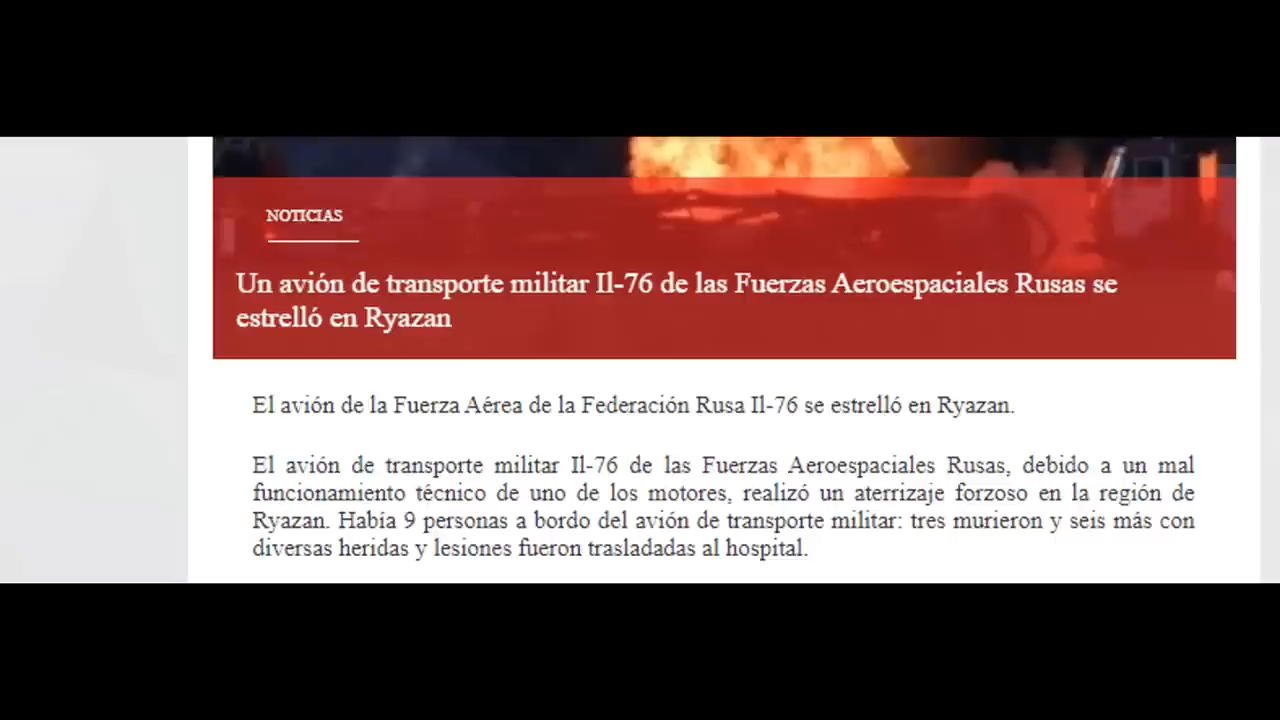 NOTICIAS
Un avión de transporte militar Il-76 de las Fuerzas Aeroespaciales Rusas se
estrelló en Ryazan
El avión de la Fuerza Aérea de la Federación Rusa Il-76 se estrelló en Ryazan.
El avión de transporte militar Il-76 de las Fuerzas Aeroespaciales Rusas, debido a un mal
funcionamiento técnico de uno de los motores, realizó un aterrizaje forzoso en la región de
Ryazan. Había 9 personas a bordo del avión de transporte militar: tres murieron y seis más con
diversas heridas y lesiones fueron trasladadas al hospital.